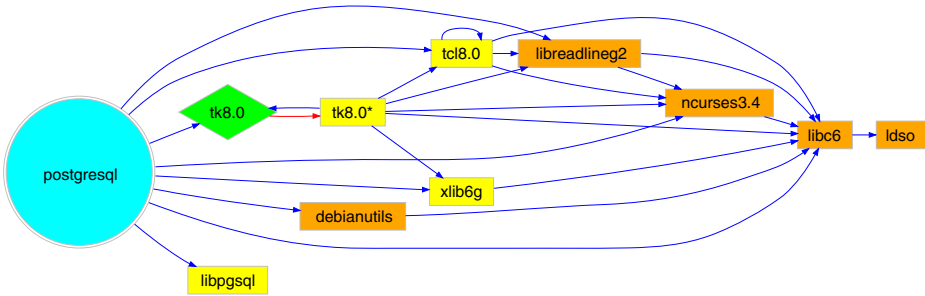 postgresql
tk8.0
tk8.0*
tcl8.0
libreadlineg2
ncurses3.4
libc6
ldso
xlib6g
debianutils
libpgsql